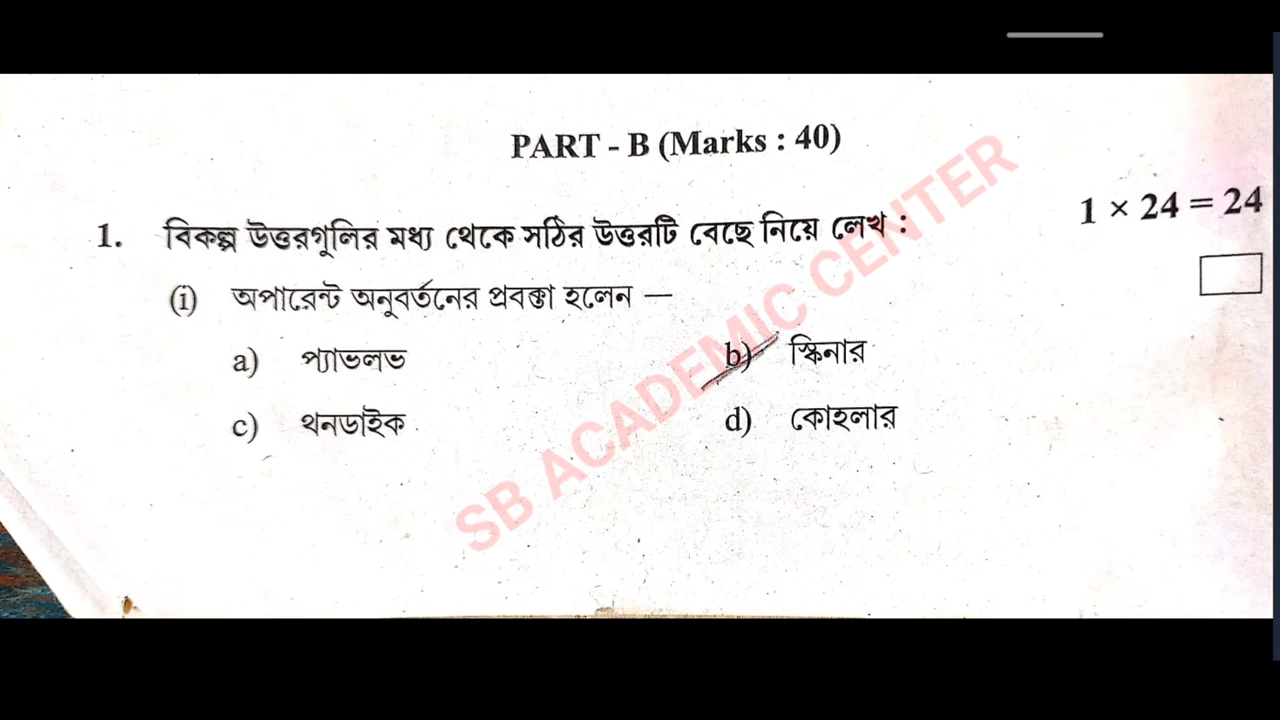 PART - B (Marks : 40)
1 × 24 = 24
1. বিকল্প উত্তরগুলির মধ্য থেকে সঠির উত্তরটি বেছে নিয়ে লেখ :
(i) অপারেন্ট অনুবর্তনের প্রবক্তা হলেন —
a) প্যাভলভ b) স্কিনার
c) থনডাইক d) কোহলার
SB ACADEMIC CENTER